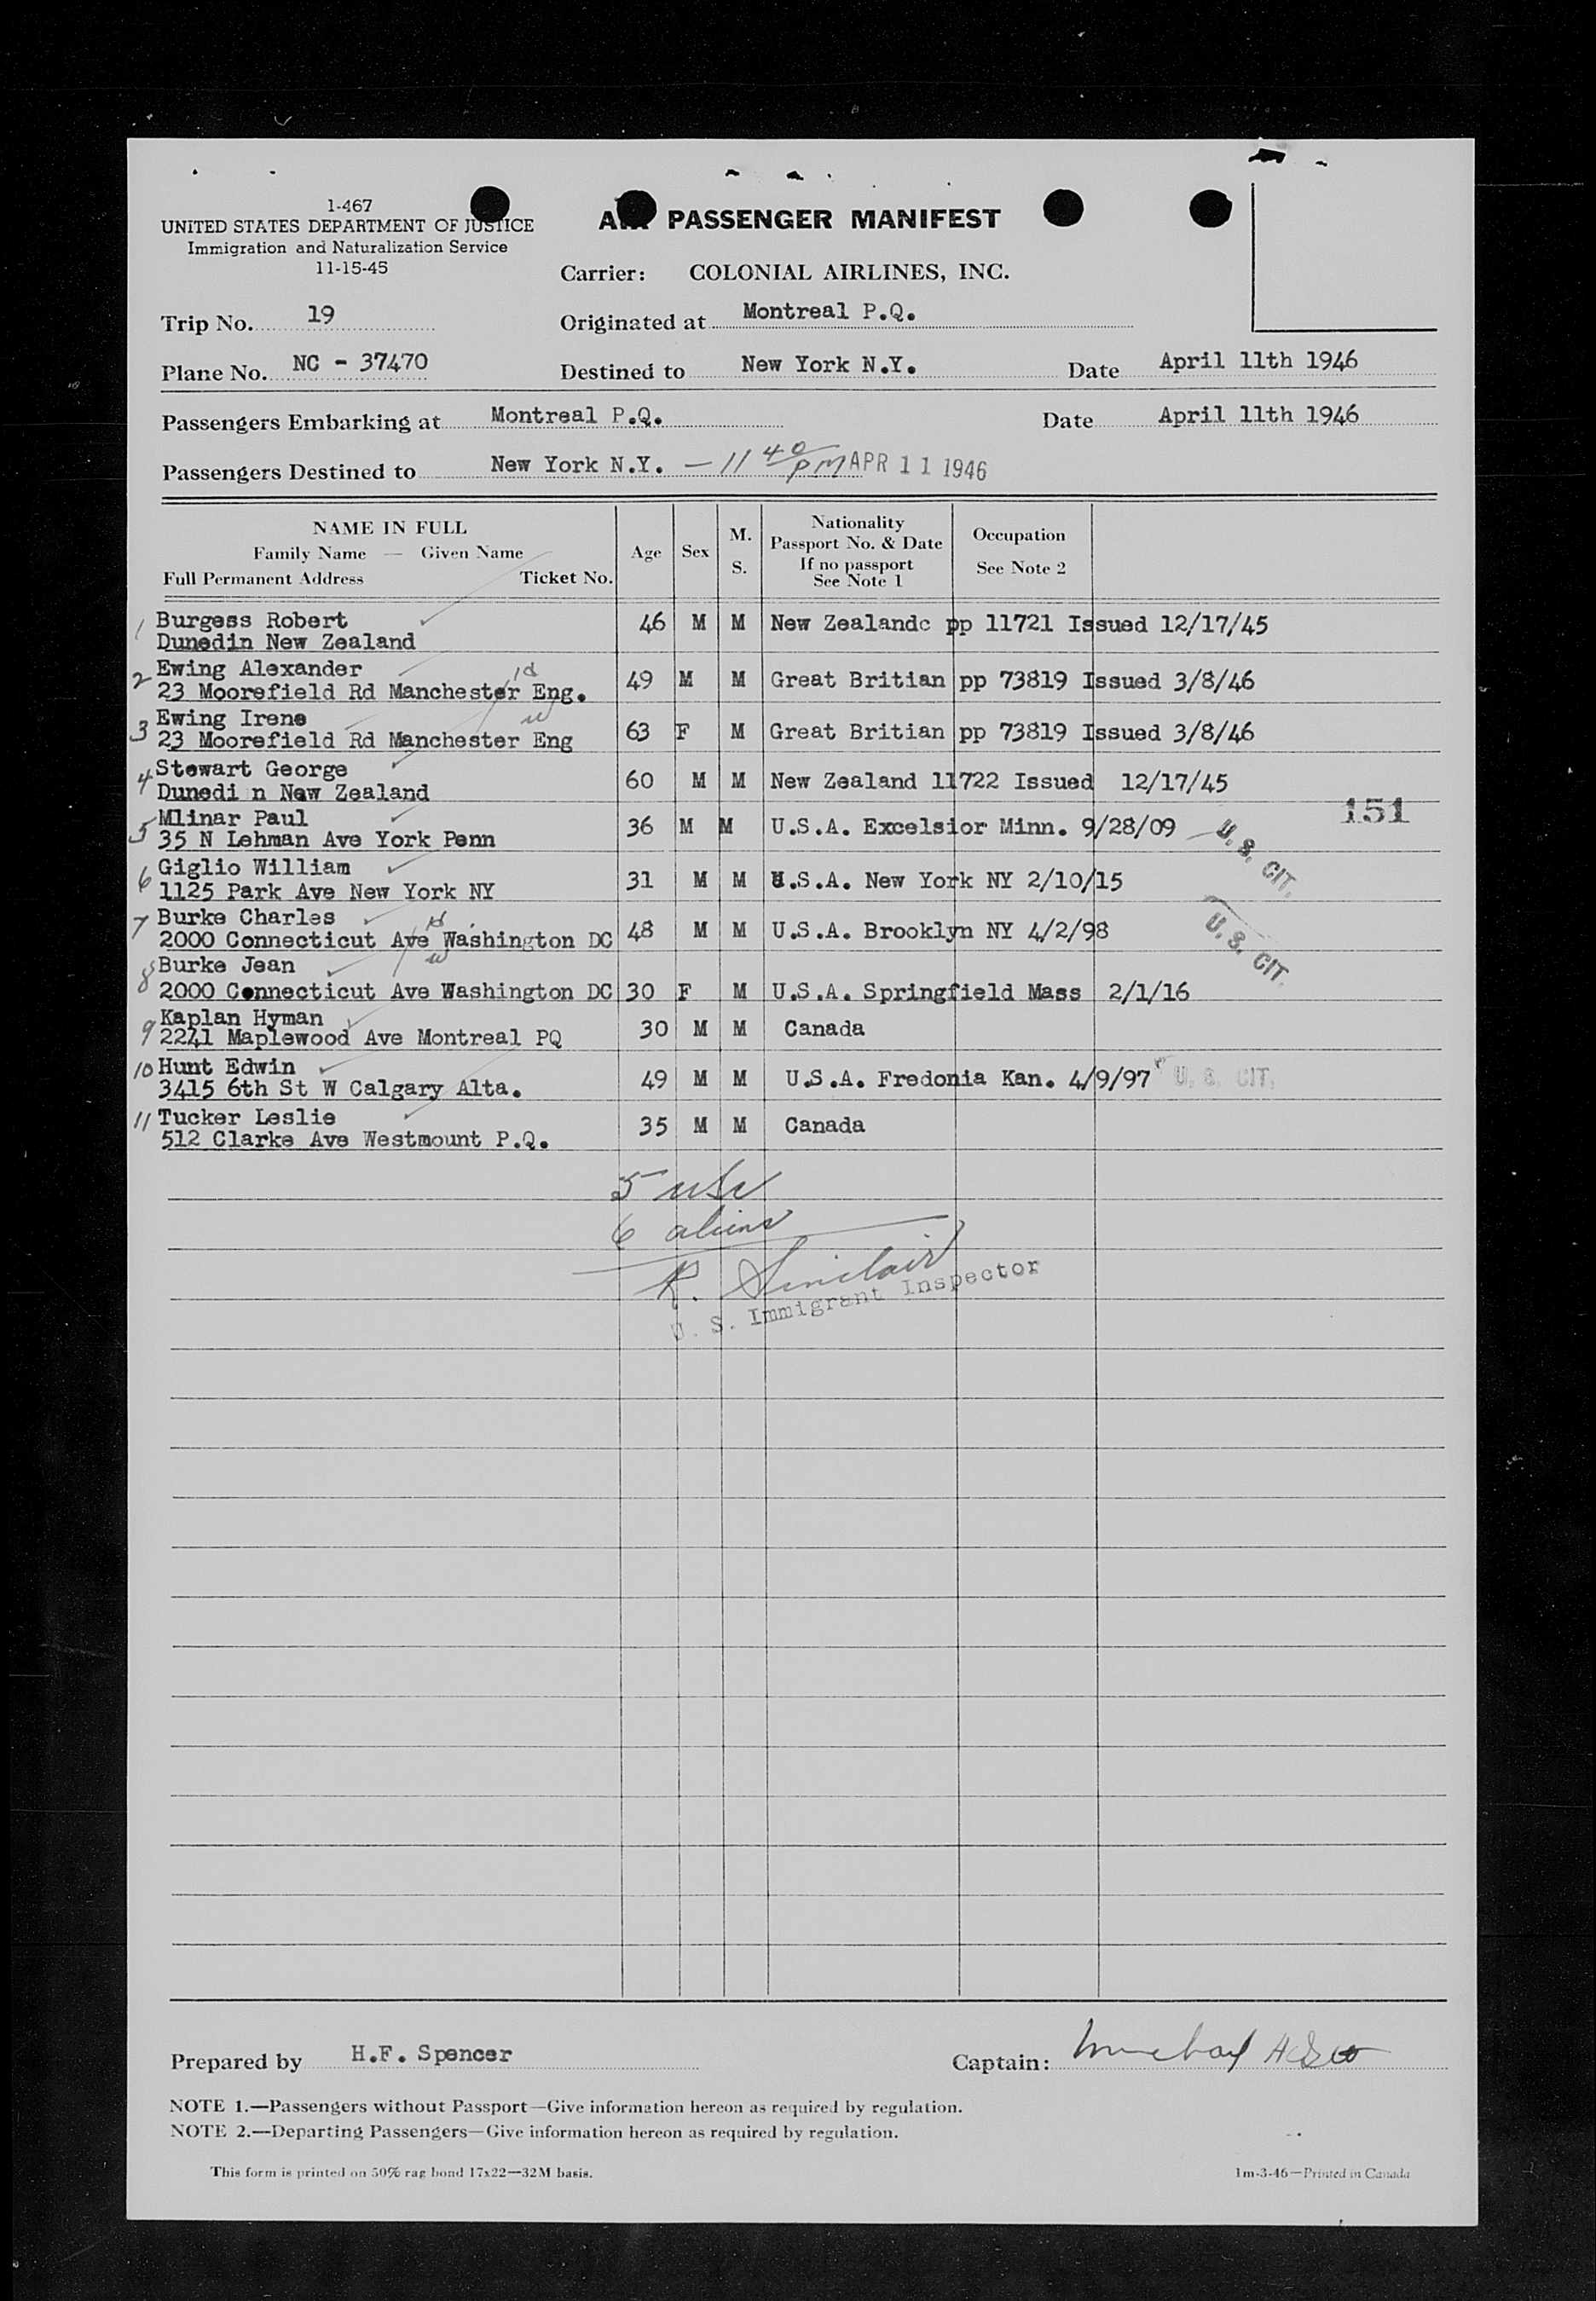 1-467
UNITED STATES DEPARTMENT OF JUSTICE
Immigration and Naturalization Service
11-15-45
PASSENGER MANIFEST
Carrier: COLONIAL AIRLINES, INC.
Trip No. 19
Originated at Montreal P.Q.
Plane No. NC - 37470
Destined to New York N.Y.
Date April 11th 1946
Passengers Embarking at Montreal P.Q.
Date April 11th 1946
Passengers Destined to New York N.Y. — 11 40 PM APR 11 1946
NAME IN FULL
Family Name — Given Name
Full Permanent Address Ticket No.
Age
Sex
M.
S.
Nationality
Passport No. & Date
If no passport
See Note 1
Occupation
See Note 2
1 Burgess Robert
Dunedin New Zealand 46 M M New Zealandc pp 11721 Issued 12/17/45
2 Ewing Alexander
23 Moorefield Rd Manchester Eng. 49 M M Great Britian pp 73819 Issued 3/8/46
3 Ewing Irene
23 Moorefield Rd Manchester Eng 63 F M Great Britian pp 73819 Issued 3/8/46
4 Stewart George
Dunedi n New Zealand 60 M M New Zealand 11722 Issued 12/17/45
151
5 Mlinar Paul
35 N Lehman Ave York Penn 36 M M U.S.A. Excelsior Minn. 9/28/09
U. S. CIT.
6 Giglio William
1125 Park Ave New York NY 31 M M U.S.A. New York NY 2/10/15
7 Burke Charles
2000 Connecticut Ave Washington DC 48 M M U.S.A. Brooklyn NY 4/2/98
U. S. CIT.
8 Burke Jean
2000 Connecticut Ave Washington DC 30 F M U.S.A. Springfield Mass 2/1/16
9 Kaplan Hyman
2241 Maplewood Ave Montreal PQ 30 M M Canada
10 Hunt Edwin
3415 6th St W Calgary Alta. 49 M M U.S.A. Fredonia Kan. 4/9/97 U. S. CIT.
11 Tucker Leslie
512 Clarke Ave Westmount P.Q. 35 M M Canada
5 usc
6 aliens
R. Sinclair
U. S. Immigrant Inspector
Prepared by H.F. Spencer
Captain:
NOTE 1.—Passengers without Passport—Give information hereon as required by regulation.
NOTE 2.—Departing Passengers—Give information hereon as required by regulation.
This form is printed on 50% rag bond 17x22—32M basis.
1m-3-46—Printed in Canada